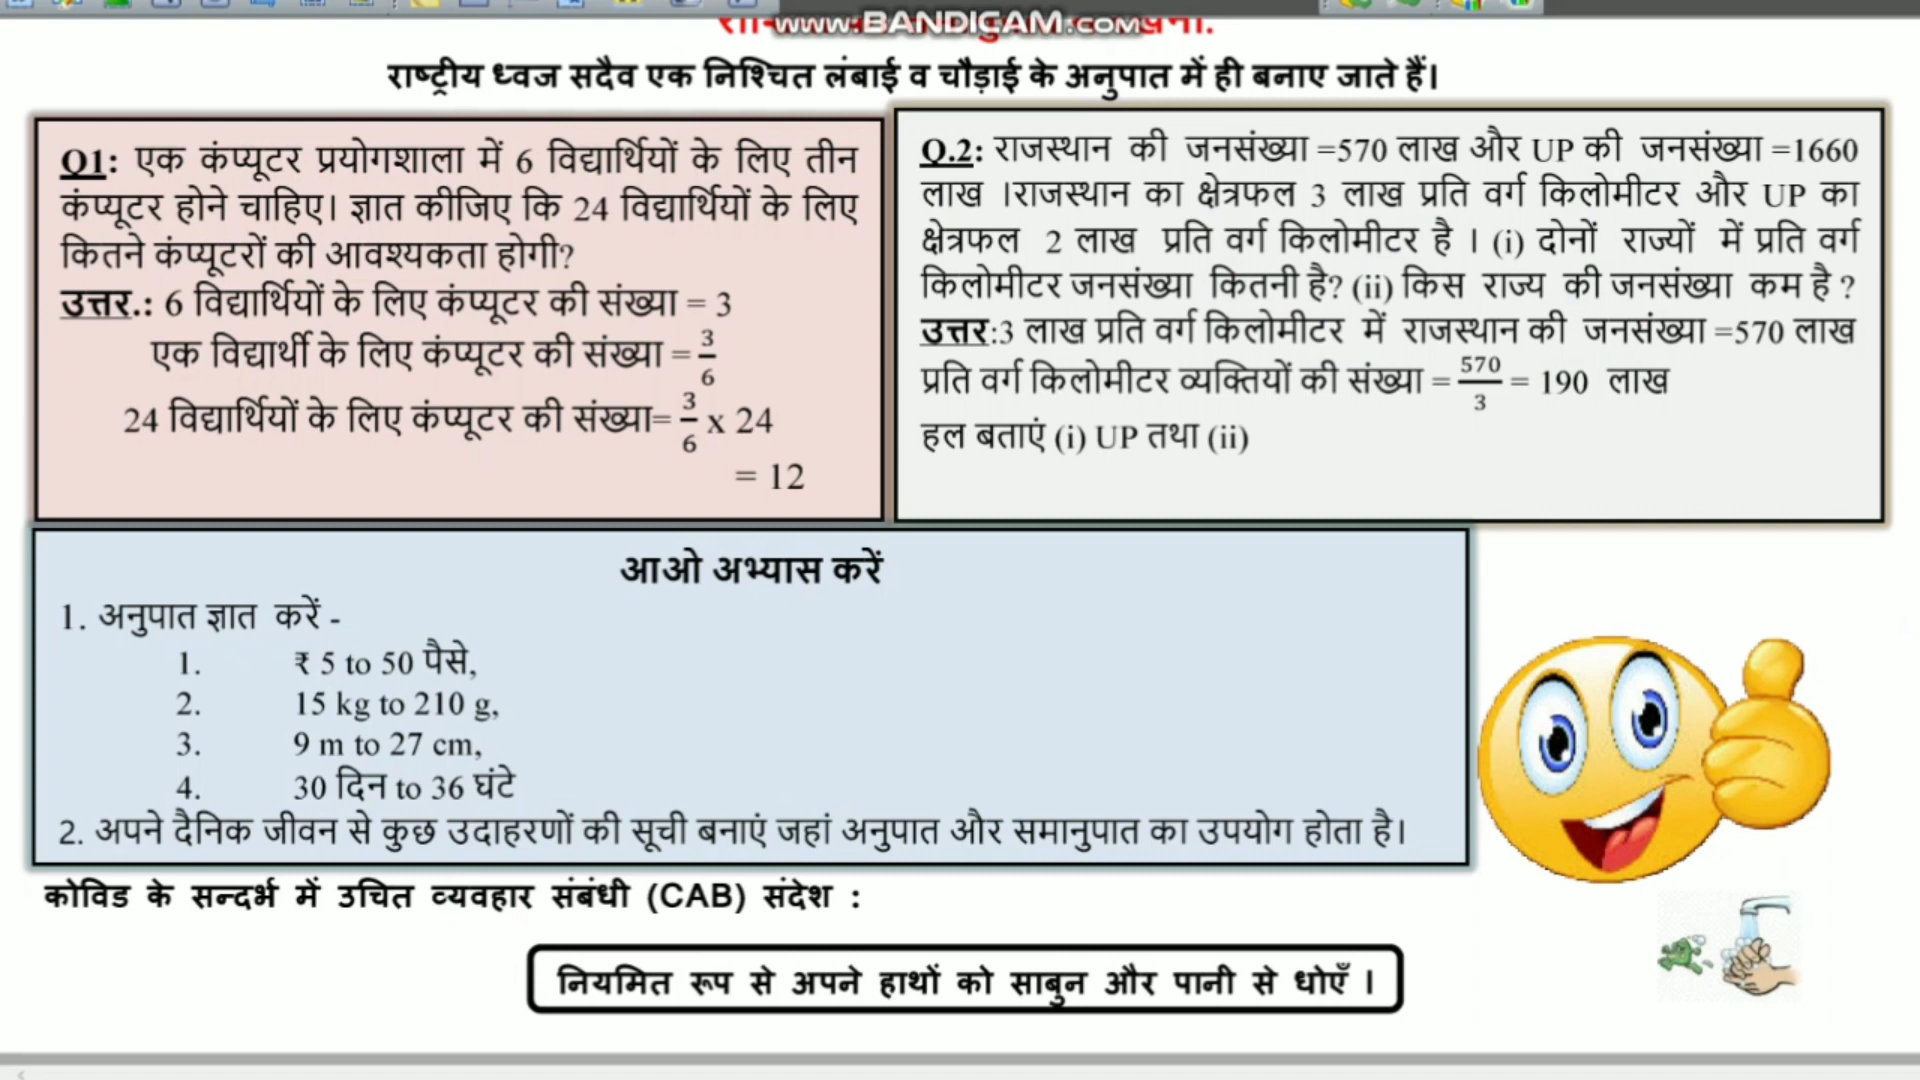 www.BANDICAM.com
राष्ट्रीय ध्वज सदैव एक निश्चित लंबाई व चौड़ाई के अनुपात में ही बनाए जाते हैं।
Q1: एक कंप्यूटर प्रयोगशाला में 6 विद्यार्थियों के लिए तीन
कंप्यूटर होने चाहिए। ज्ञात कीजिए कि 24 विद्यार्थियों के लिए
कितने कंप्यूटरों की आवश्यकता होगी?
उत्तर.: 6 विद्यार्थियों के लिए कंप्यूटर की संख्या = 3
एक विद्यार्थी के लिए कंप्यूटर की संख्या = 3/6
24 विद्यार्थियों के लिए कंप्यूटर की संख्या= 3/6 x 24
= 12
Q.2: राजस्थान की जनसंख्या =570 लाख और UP की जनसंख्या =1660
लाख ।राजस्थान का क्षेत्रफल 3 लाख प्रति वर्ग किलोमीटर और UP का
क्षेत्रफल 2 लाख प्रति वर्ग किलोमीटर है । (i) दोनों राज्यों में प्रति वर्ग
किलोमीटर जनसंख्या कितनी है? (ii) किस राज्य की जनसंख्या कम है ?
उत्तर:3 लाख प्रति वर्ग किलोमीटर में राजस्थान की जनसंख्या =570 लाख
प्रति वर्ग किलोमीटर व्यक्तियों की संख्या = 570/3 = 190 लाख
हल बताएं (i) UP तथा (ii)
आओ अभ्यास करें
1. अनुपात ज्ञात करें -
1. ₹ 5 to 50 पैसे,
2. 15 kg to 210 g,
3. 9 m to 27 cm,
4. 30 दिन to 36 घंटे
2. अपने दैनिक जीवन से कुछ उदाहरणों की सूची बनाएं जहां अनुपात और समानुपात का उपयोग होता है।
कोविड के सन्दर्भ में उचित व्यवहार संबंधी (CAB) संदेश :
नियमित रूप से अपने हाथों को साबुन और पानी से धोएँ ।